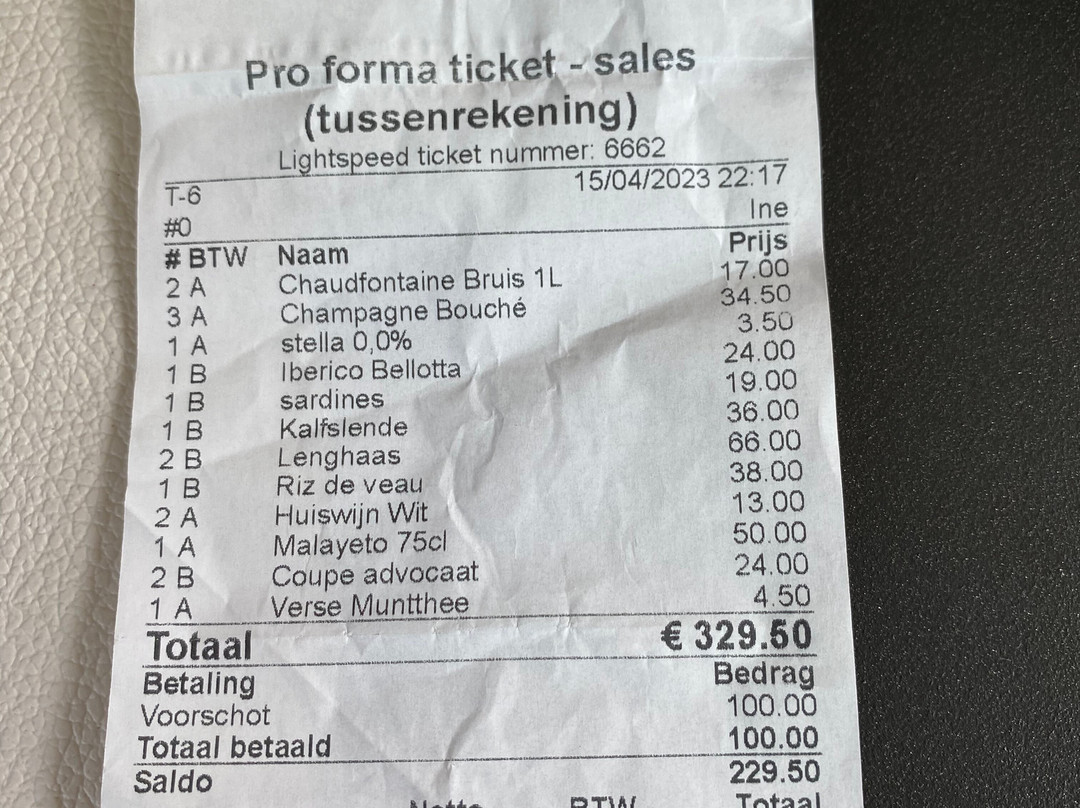 Pro forma ticket - sales
(tussenrekening)
Lightspeed ticket nummer: 6662
T-6 15/04/2023 22:17
#0 Ine
# BTW Naam Prijs
2 A Chaudfontaine Bruis 1L 17.00
3 A Champagne Bouché 34.50
1 A stella 0,0% 3.50
1 B Iberico Bellotta 24.00
1 B sardines 19.00
1 B Kalfslende 36.00
2 B Lenghaas 66.00
1 B Riz de veau 38.00
2 A Huiswijn Wit 13.00
1 A Malayeto 75cl 50.00
2 B Coupe advocaat 24.00
1 A Verse Muntthee 4.50
Totaal € 329.50
Betaling Bedrag
Voorschot 100.00
Totaal betaald 100.00
Saldo 229.50
Netto BTW Totaal